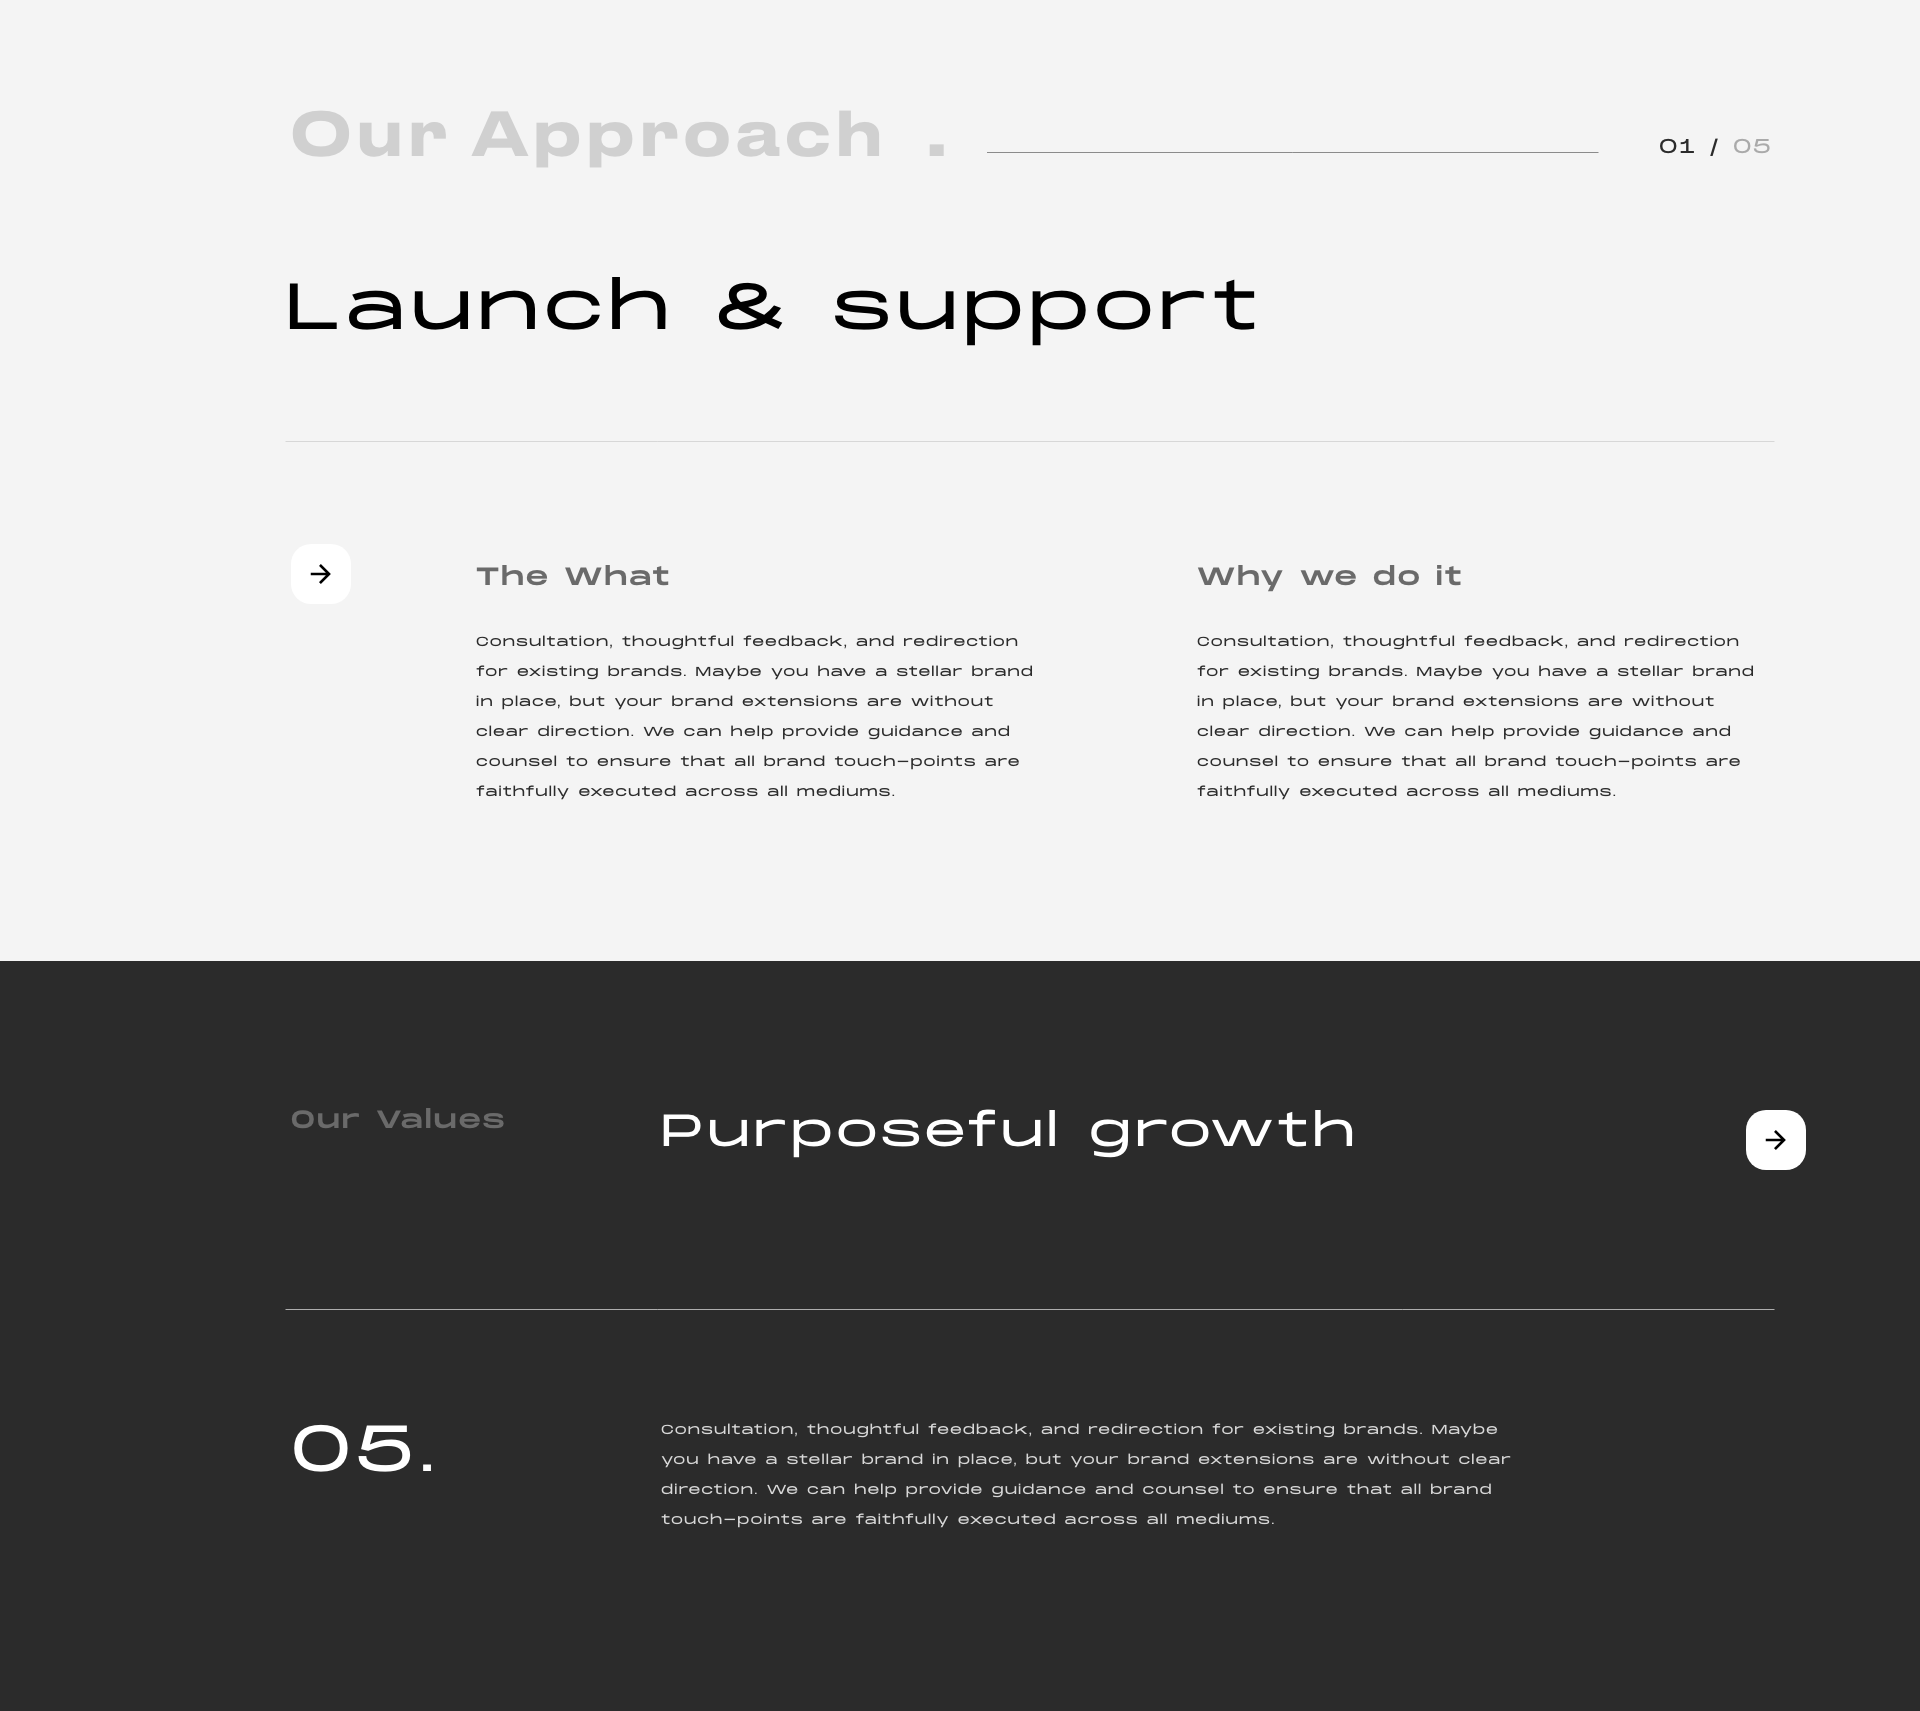 Our Approach .
01 / 05
Launch & support
The What
Consultation, thoughtful feedback, and redirection
for existing brands. Maybe you have a stellar brand
in place, but your brand extensions are without
clear direction. We can help provide guidance and
counsel to ensure that all brand touch-points are
faithfully executed across all mediums.
Why we do it
Consultation, thoughtful feedback, and redirection
for existing brands. Maybe you have a stellar brand
in place, but your brand extensions are without
clear direction. We can help provide guidance and
counsel to ensure that all brand touch-points are
faithfully executed across all mediums.
Our Values
Purposeful growth
05.
Consultation, thoughtful feedback, and redirection for existing brands. Maybe
you have a stellar brand in place, but your brand extensions are without clear
direction. We can help provide guidance and counsel to ensure that all brand
touch-points are faithfully executed across all mediums.